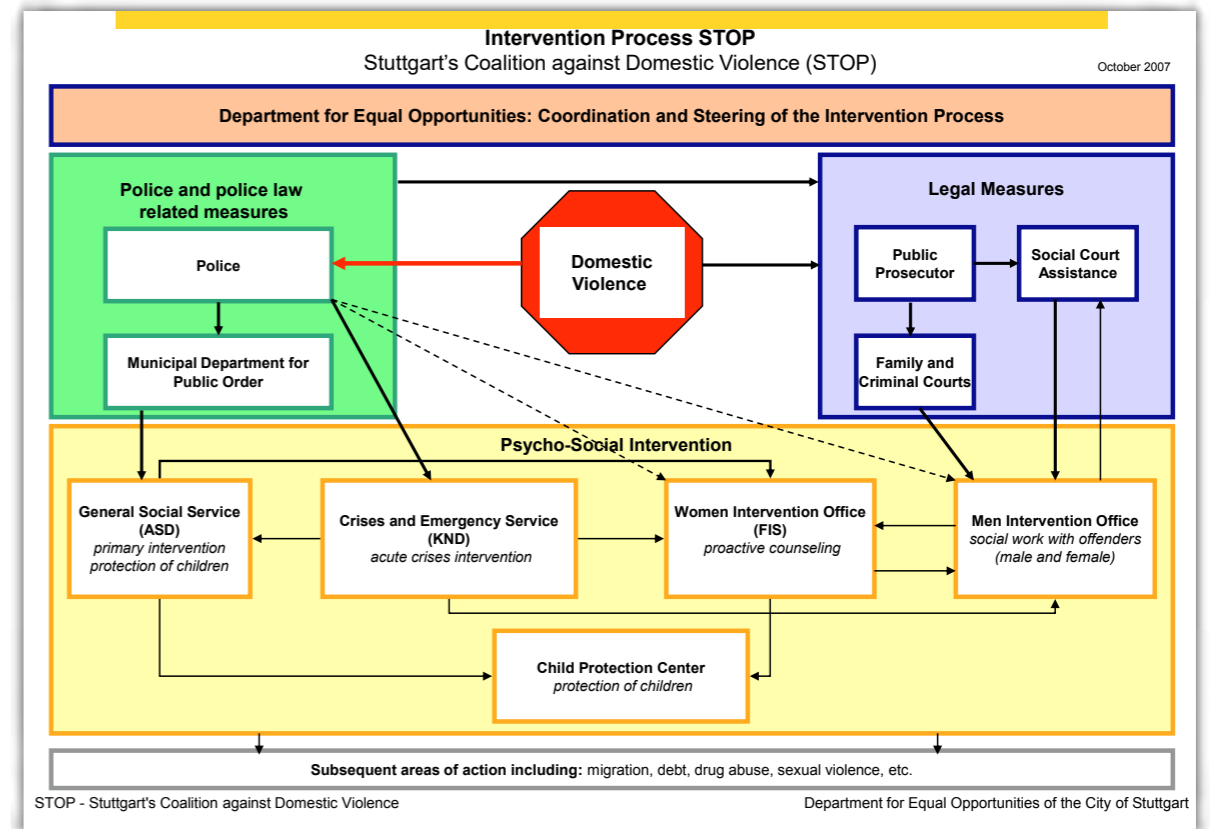 Intervention Process STOP
Stuttgart's Coalition against Domestic Violence (STOP)
October 2007
Department for Equal Opportunities: Coordination and Steering of the Intervention Process
Police and police law
related measures
Police
Municipal Department for
Public Order
Domestic
Violence
Legal Measures
Public
Prosecutor
Social Court
Assistance
Family and
Criminal Courts
Psycho-Social Intervention
General Social Service
(ASD)
primary intervention
protection of children
Crises and Emergency Service
(KND)
acute crises intervention
Women Intervention Office
(FIS)
proactive counseling
Men Intervention Office
social work with offenders
(male and female)
Child Protection Center
protection of children
Subsequent areas of action including: migration, debt, drug abuse, sexual violence, etc.
STOP - Stuttgart's Coalition against Domestic Violence
Department for Equal Opportunities of the City of Stuttgart